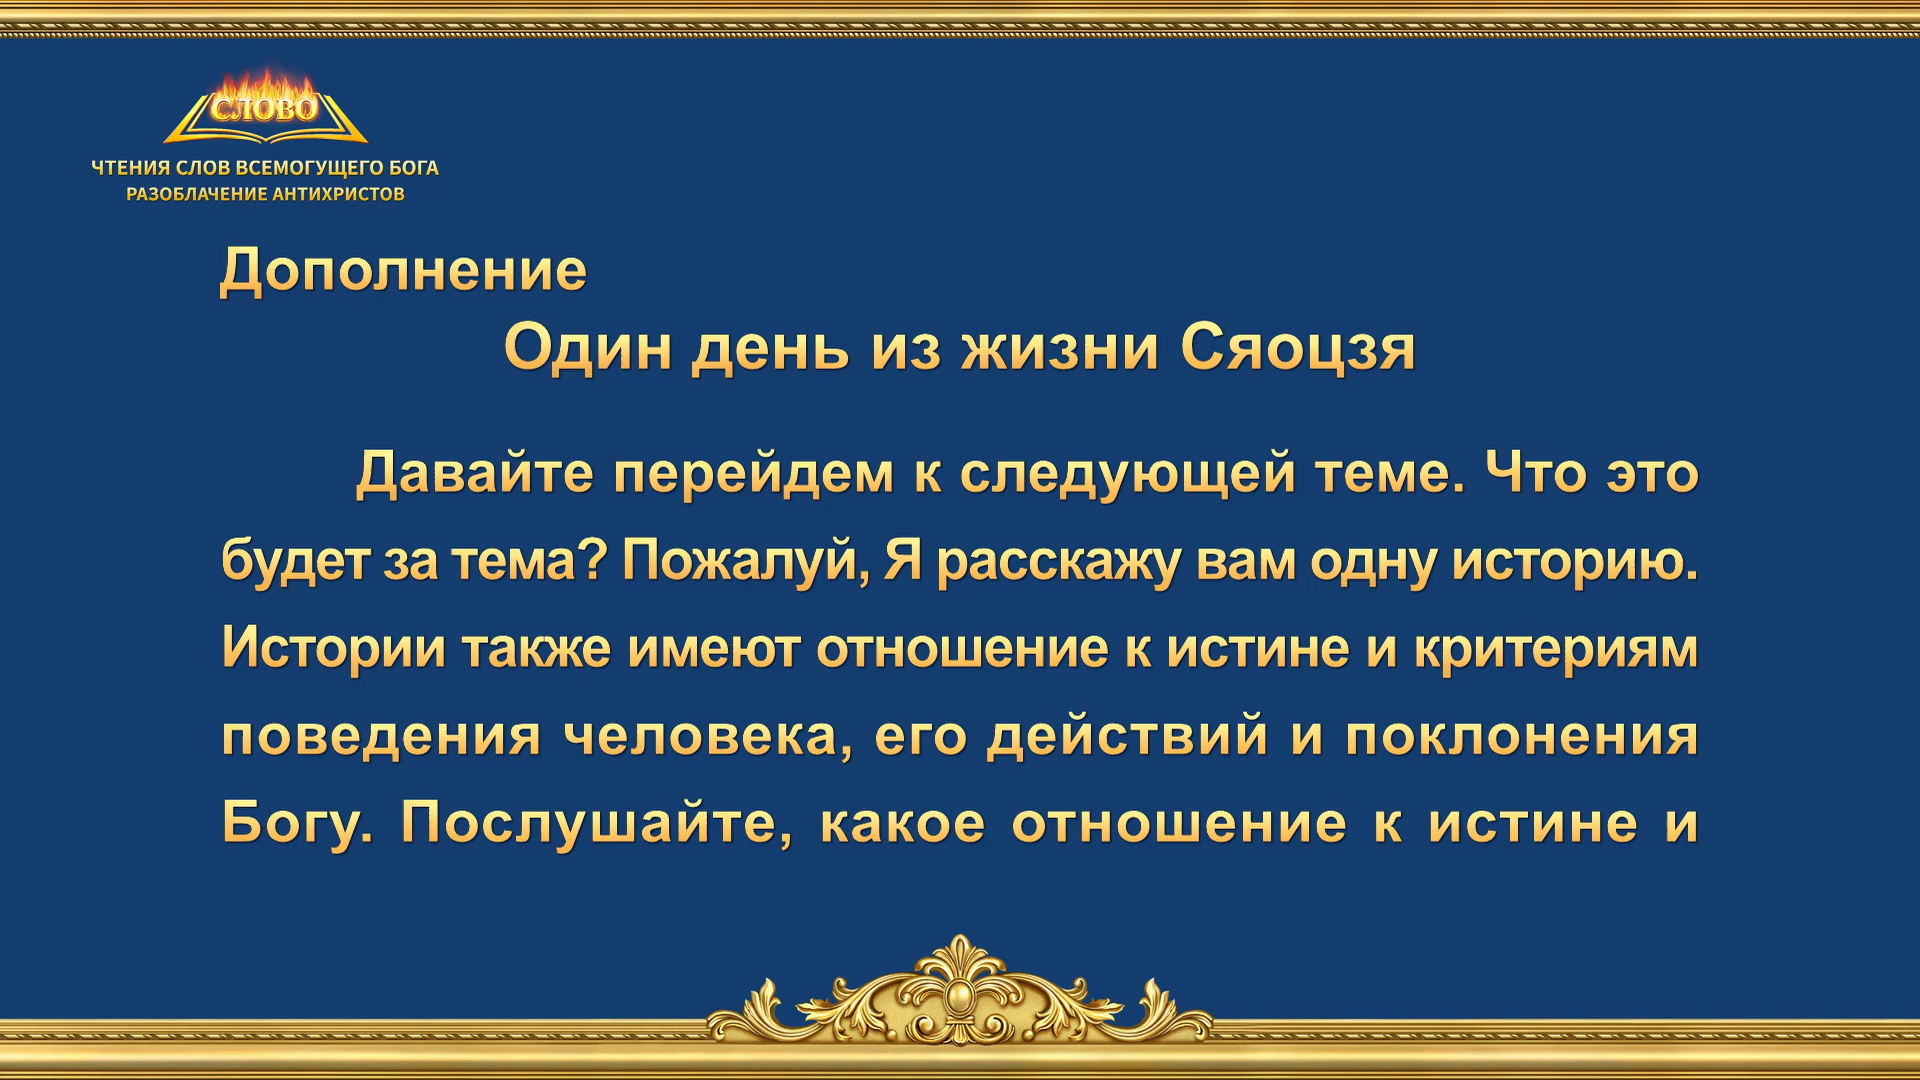 СЛОВО
ЧТЕНИЯ СЛОВ ВСЕМОГУЩЕГО БОГА
РАЗОБЛАЧЕНИЕ АНТИХРИСТОВ
Дополнение
Один день из жизни Сяоцзя
Давайте перейдем к следующей теме. Что это
будет за тема? Пожалуй, Я расскажу вам одну историю.
Истории также имеют отношение к истине и критериям
поведения человека, его действий и поклонения
Богу. Послушайте, какое отношение к истине и